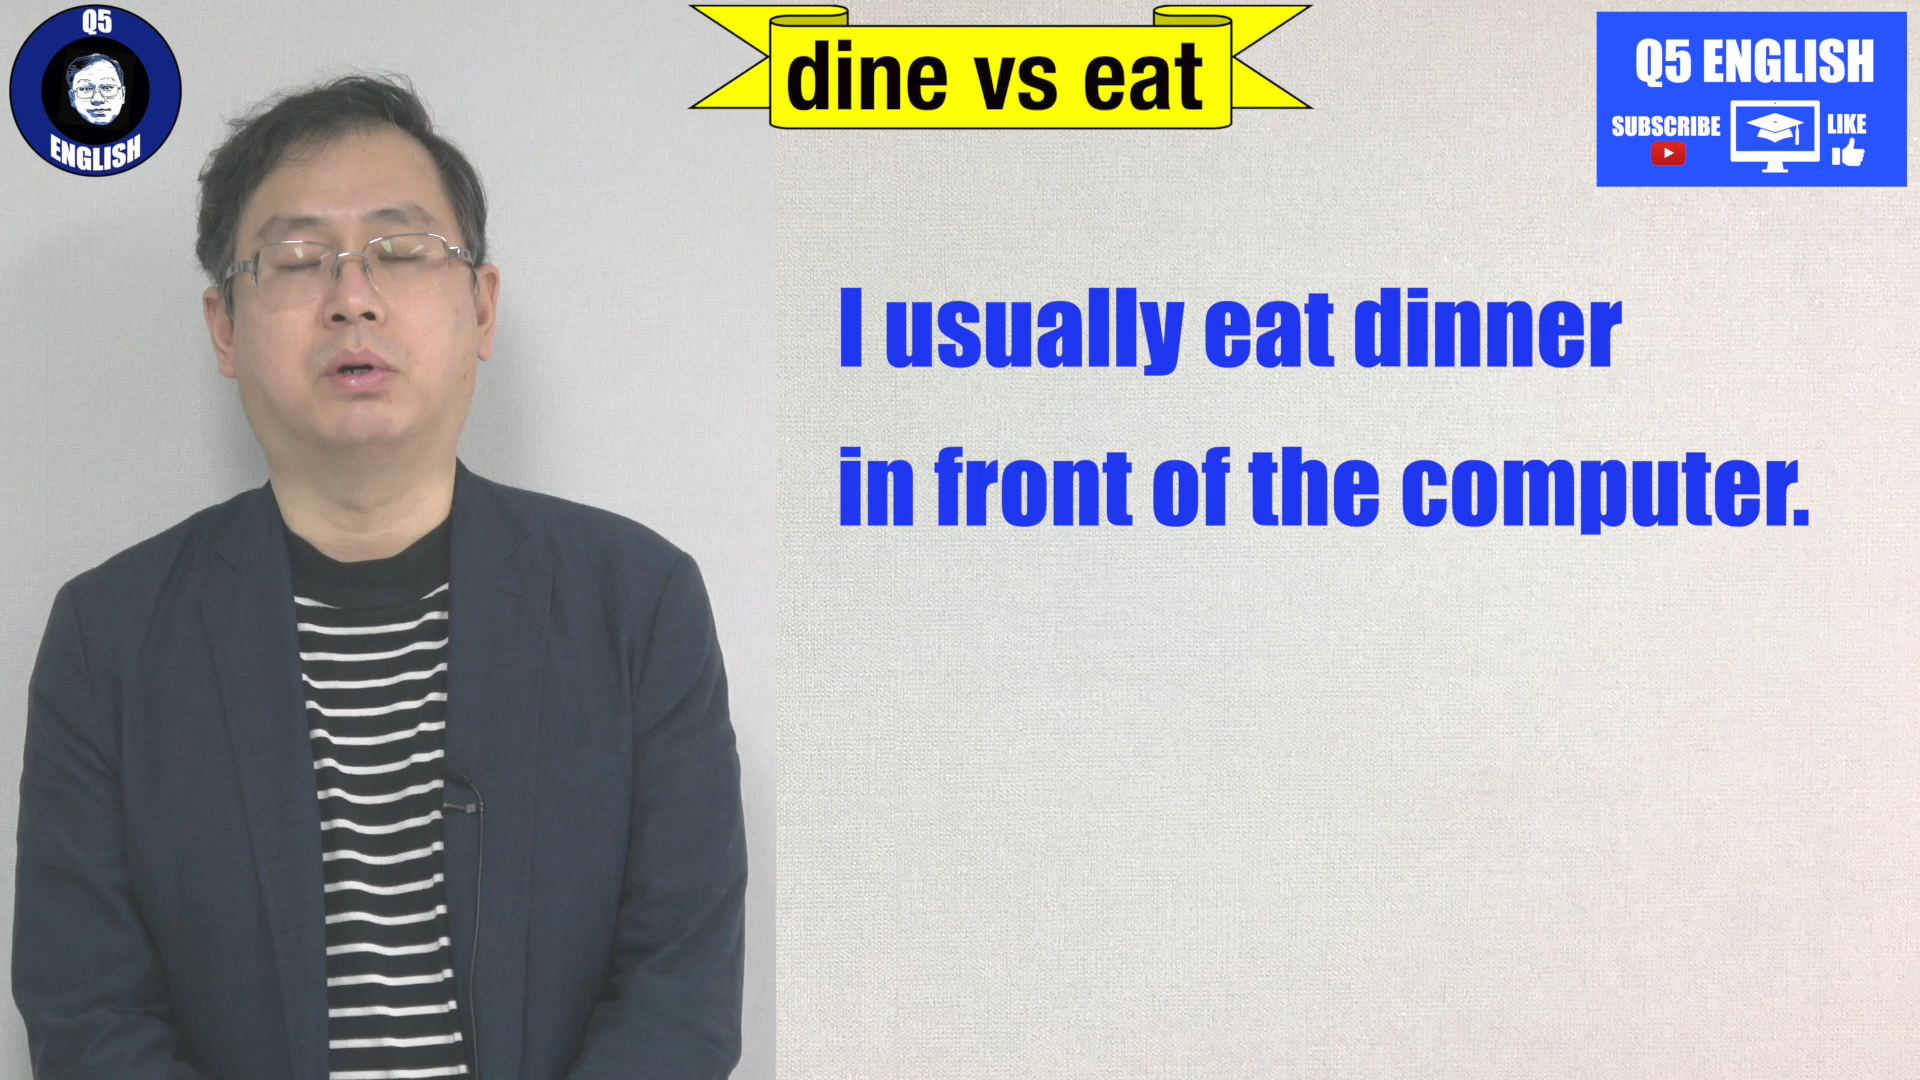 Q5
ENGLISH
dine vs eat
Q5 ENGLISH
SUBSCRIBE
LIKE
I usually eat dinner
in front of the computer.